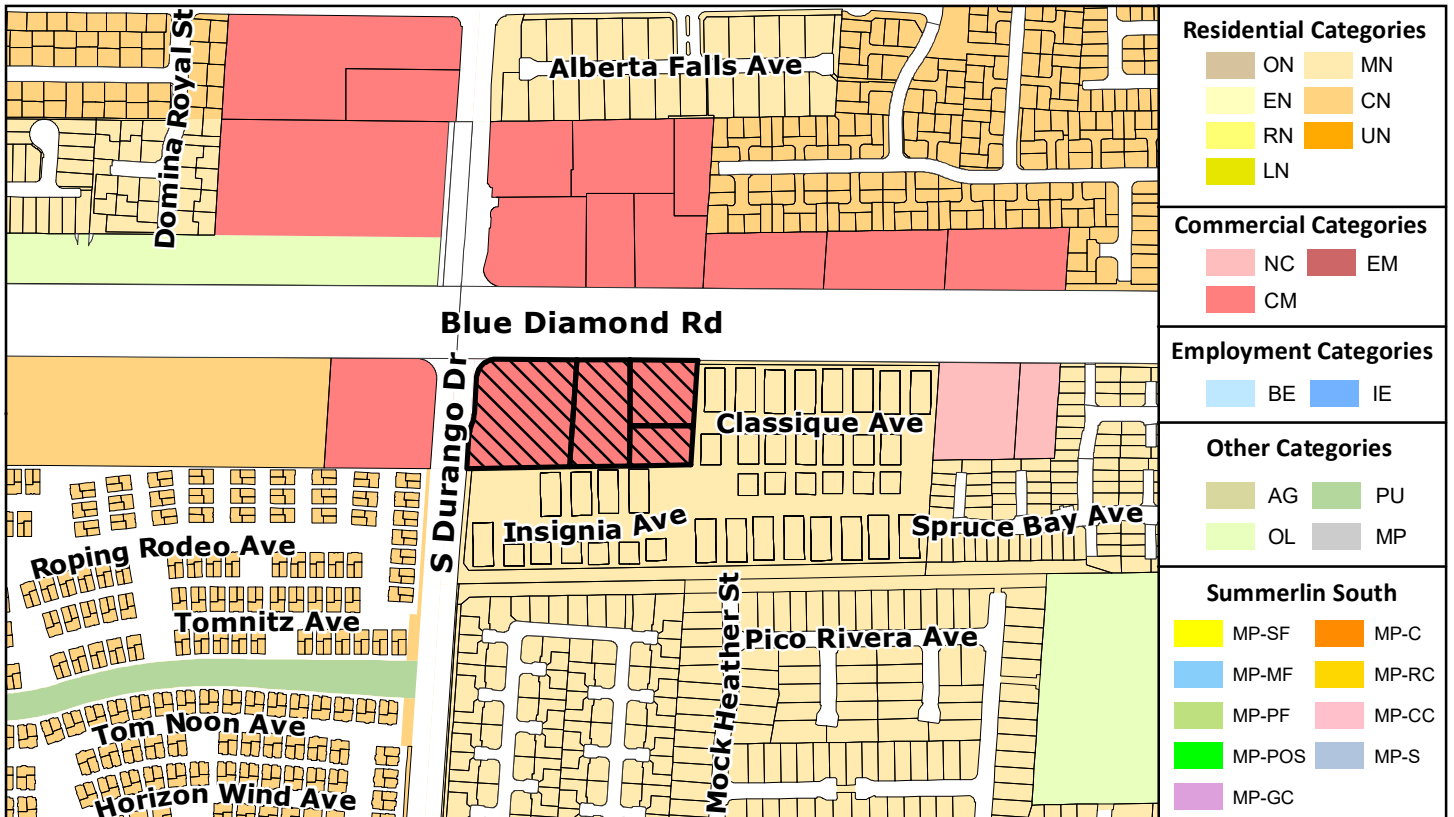 Domina Royal St
Alberta Falls Ave
Blue Diamond Rd
S Durango Dr
Classique Ave
Insignia Ave
Spruce Bay Ave
Roping Rodeo Ave
Tomnitz Ave
Mock Heather St
Pico Rivera Ave
Tom Noon Ave
Horizon Wind Ave
Residential Categories
ON MN
EN CN
RN UN
LN
Commercial Categories
NC EM
CM
Employment Categories
BE IE
Other Categories
AG PU
OL MP
Summerlin South
MP-SF MP-C
MP-MF MP-RC
MP-PF MP-CC
MP-POS MP-S
MP-GC